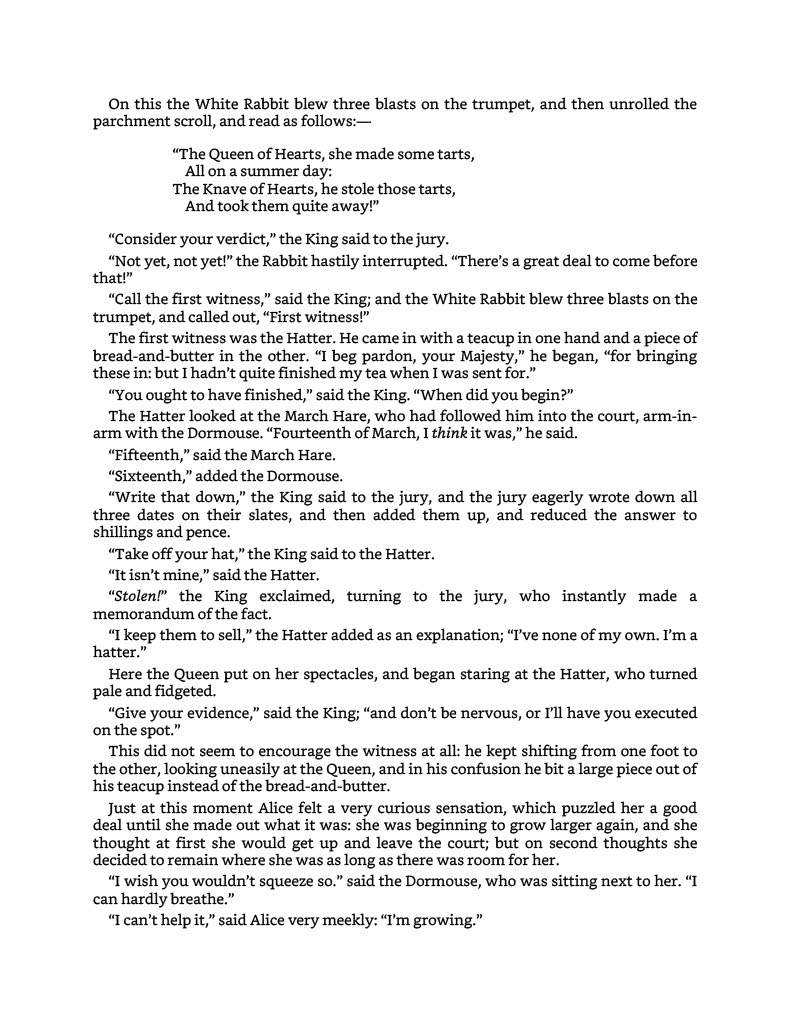 On this the White Rabbit blew three blasts on the trumpet, and then unrolled the
parchment scroll, and read as follows:—
“The Queen of Hearts, she made some tarts,
All on a summer day:
The Knave of Hearts, he stole those tarts,
And took them quite away!”
“Consider your verdict,” the King said to the jury.
“Not yet, not yet!” the Rabbit hastily interrupted. “There’s a great deal to come before
that!”
“Call the first witness,” said the King; and the White Rabbit blew three blasts on the
trumpet, and called out, “First witness!”
The first witness was the Hatter. He came in with a teacup in one hand and a piece of
bread-and-butter in the other. “I beg pardon, your Majesty,” he began, “for bringing
these in: but I hadn’t quite finished my tea when I was sent for.”
“You ought to have finished,” said the King. “When did you begin?”
The Hatter looked at the March Hare, who had followed him into the court, arm-in-
arm with the Dormouse. “Fourteenth of March, I think it was,” he said.
“Fifteenth,” said the March Hare.
“Sixteenth,” added the Dormouse.
“Write that down,” the King said to the jury, and the jury eagerly wrote down all
three dates on their slates, and then added them up, and reduced the answer to
shillings and pence.
“Take off your hat,” the King said to the Hatter.
“It isn’t mine,” said the Hatter.
“Stolen!” the King exclaimed, turning to the jury, who instantly made a
memorandum of the fact.
“I keep them to sell,” the Hatter added as an explanation; “I’ve none of my own. I’m a
hatter.”
Here the Queen put on her spectacles, and began staring at the Hatter, who turned
pale and fidgeted.
“Give your evidence,” said the King; “and don’t be nervous, or I’ll have you executed
on the spot.”
This did not seem to encourage the witness at all: he kept shifting from one foot to
the other, looking uneasily at the Queen, and in his confusion he bit a large piece out of
his teacup instead of the bread-and-butter.
Just at this moment Alice felt a very curious sensation, which puzzled her a good
deal until she made out what it was: she was beginning to grow larger again, and she
thought at first she would get up and leave the court; but on second thoughts she
decided to remain where she was as long as there was room for her.
“I wish you wouldn’t squeeze so.” said the Dormouse, who was sitting next to her. “I
can hardly breathe.”
“I can’t help it,” said Alice very meekly: “I’m growing.”